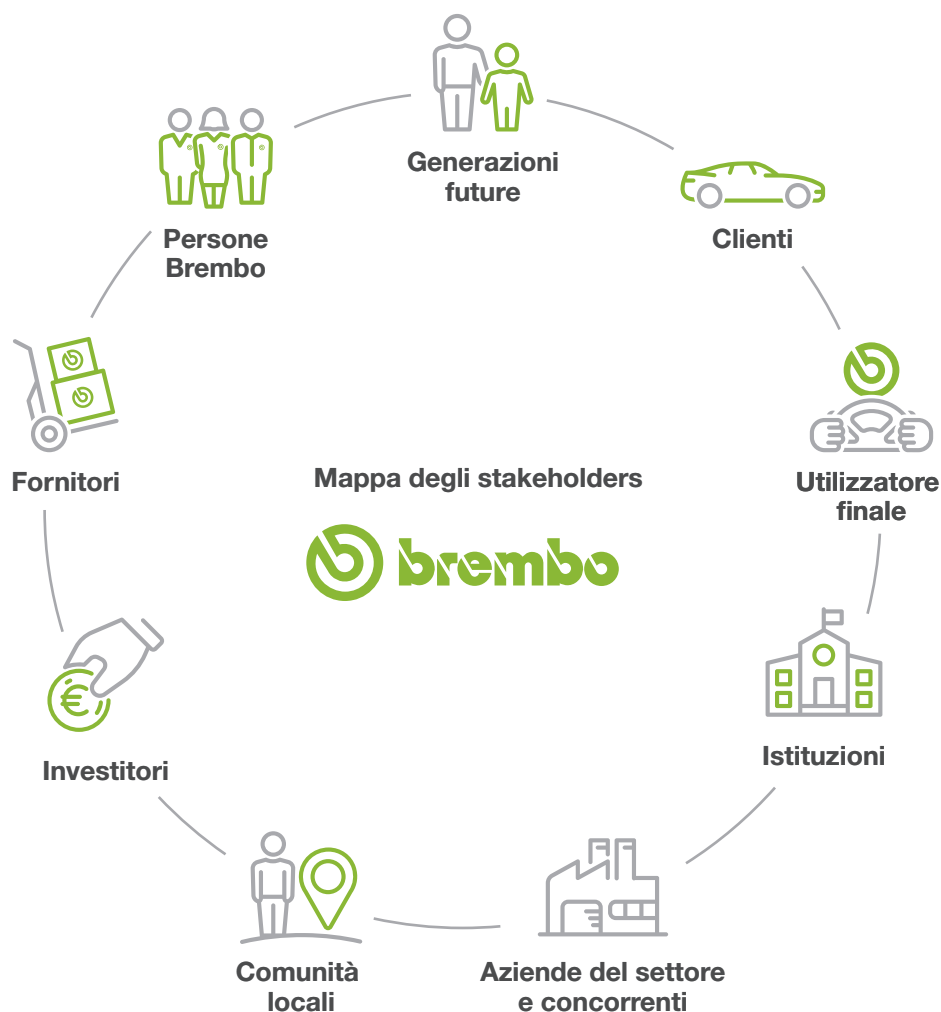 Generazioni
future
Clienti
Utilizzatore
finale
Istituzioni
Aziende del settore
e concorrenti
Comunità
locali
Investitori
Fornitori
Persone
Brembo
Mappa degli stakeholders
brembo